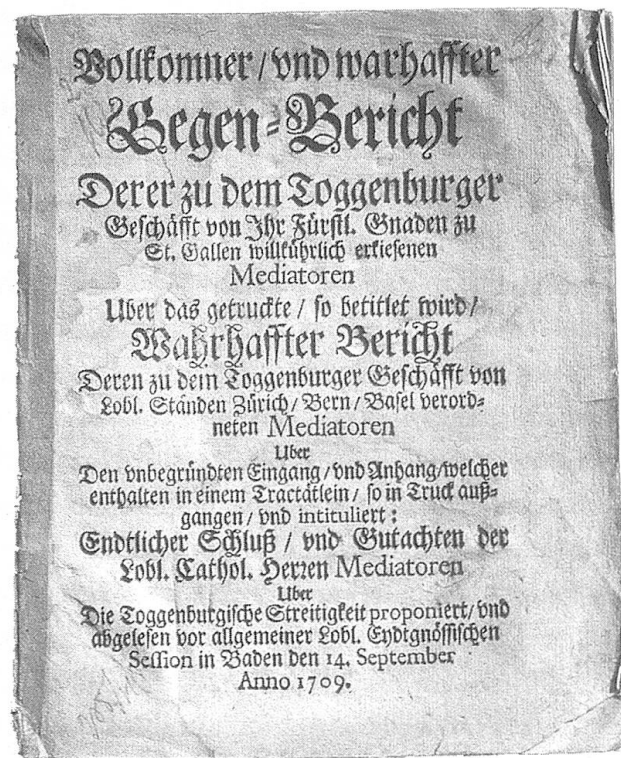 Vollkomner / vnd warhaffter
Gegen-Bericht
Derer zu dem Toggenburger
Geschäfft von Ihr Fürstl. Gnaden zu
St. Gallen willkührlich erkiesenen
Mediatoren
Uber das getruckte / so betitlet wird /
Wahrhaffter Bericht
Deren zu dem Toggenburger Geschäfft von
Lobl. Ständen Zürich / Bern / Basel verord-
neten Mediatoren
Uber
Den vnbegründten Eingang / vnd Anhang / welcher
enthalten in einem Tractätlein / so in Truck auß-
gangen / vnd intituliert :
Endtlicher Schluß / vnd Gutachten der
Lobl. Cathol. Herren Mediatoren
Uber
Die Toggenburgische Streitigkeit proponiert / vnd
abgelesen vor allgemeiner Lobl. Eydtgnössischen
Session in Baden den 14. September
Anno 1709.